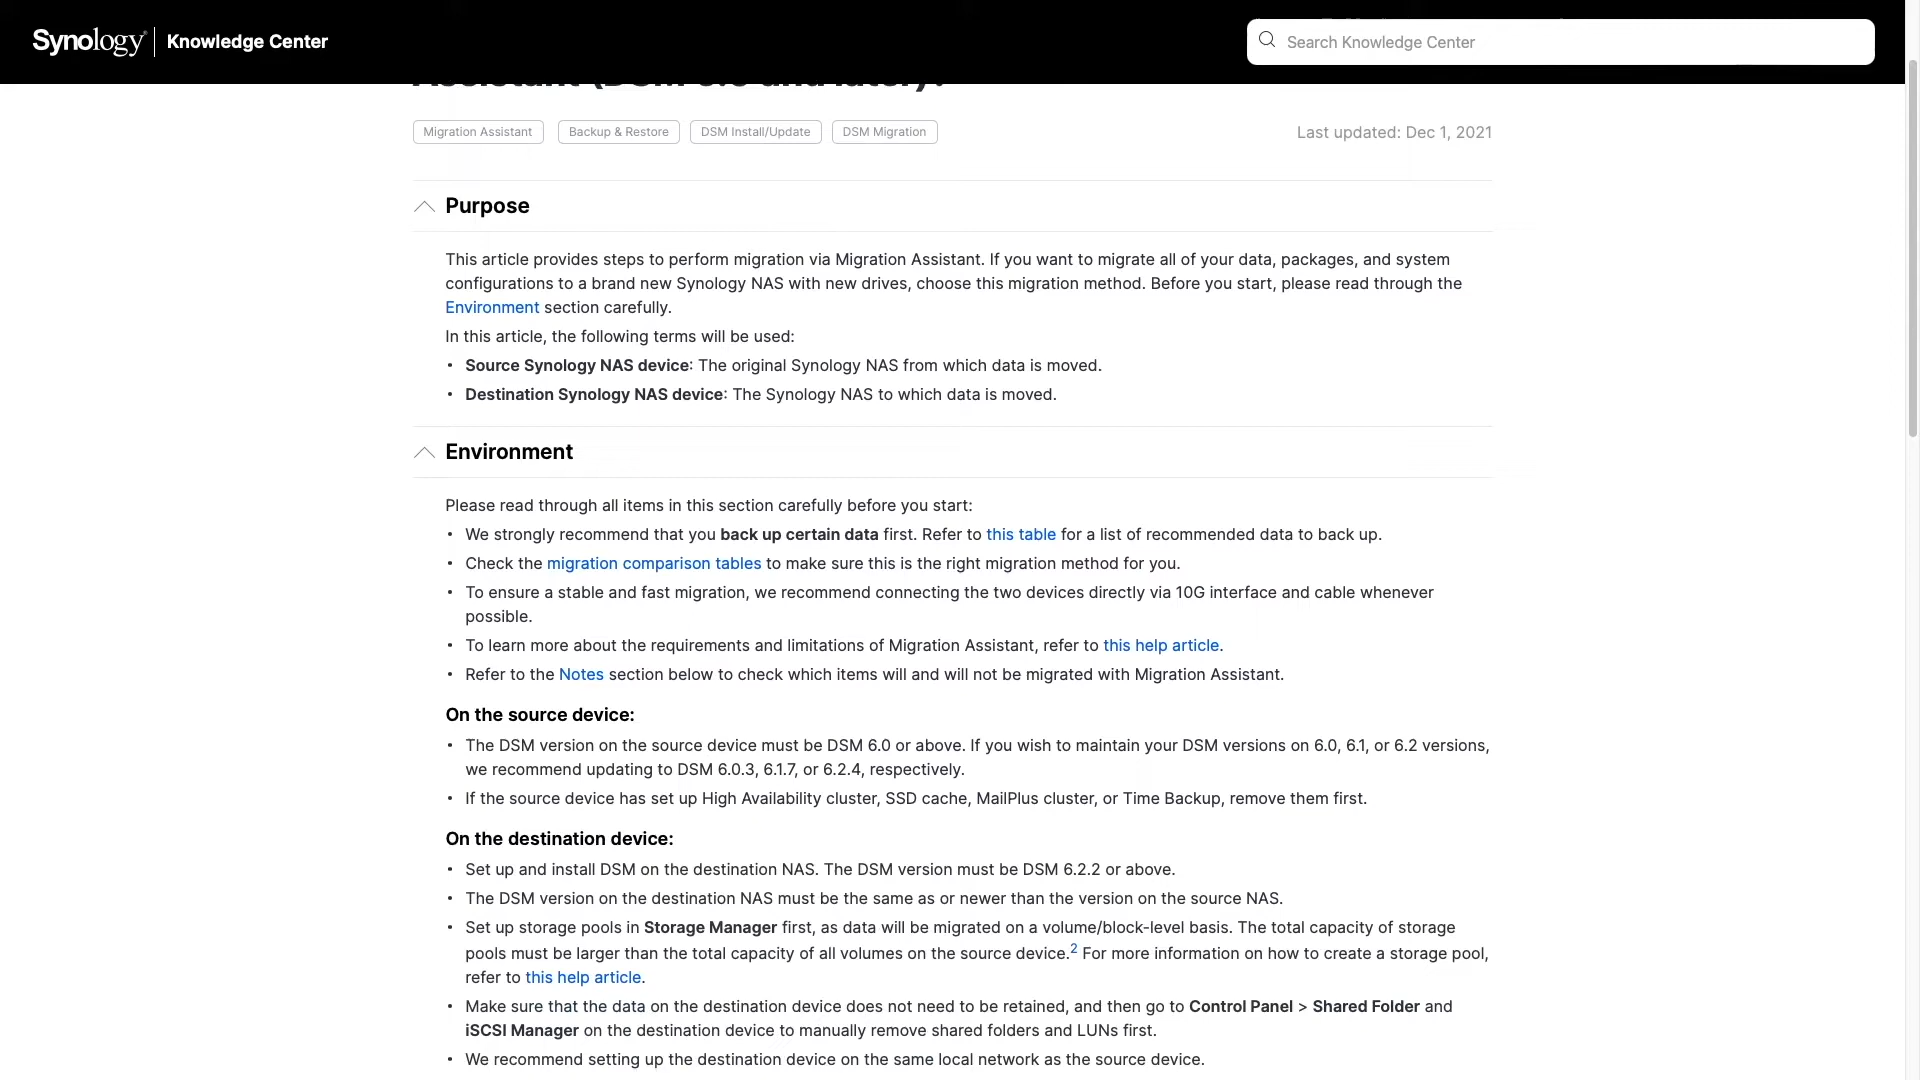 Synology Knowledge Center
Search Knowledge Center
Assistant (DSM 6.0 and later)?
Migration Assistant
Backup & Restore
DSM Install/Update
DSM Migration
Last updated: Dec 1, 2021
Purpose
This article provides steps to perform migration via Migration Assistant. If you want to migrate all of your data, packages, and system
configurations to a brand new Synology NAS with new drives, choose this migration method. Before you start, please read through the
Environment section carefully.
In this article, the following terms will be used:
• Source Synology NAS device: The original Synology NAS from which data is moved.
• Destination Synology NAS device: The Synology NAS to which data is moved.
Environment
Please read through all items in this section carefully before you start:
• We strongly recommend that you back up certain data first. Refer to this table for a list of recommended data to back up.
• Check the migration comparison tables to make sure this is the right migration method for you.
• To ensure a stable and fast migration, we recommend connecting the two devices directly via 10G interface and cable whenever
possible.
• To learn more about the requirements and limitations of Migration Assistant, refer to this help article.
• Refer to the Notes section below to check which items will and will not be migrated with Migration Assistant.
On the source device:
• The DSM version on the source device must be DSM 6.0 or above. If you wish to maintain your DSM versions on 6.0, 6.1, or 6.2 versions,
we recommend updating to DSM 6.0.3, 6.1.7, or 6.2.4, respectively.
• If the source device has set up High Availability cluster, SSD cache, MailPlus cluster, or Time Backup, remove them first.
On the destination device:
• Set up and install DSM on the destination NAS. The DSM version must be DSM 6.2.2 or above.
• The DSM version on the destination NAS must be the same as or newer than the version on the source NAS.
• Set up storage pools in Storage Manager first, as data will be migrated on a volume/block-level basis. The total capacity of storage
pools must be larger than the total capacity of all volumes on the source device.2 For more information on how to create a storage pool,
refer to this help article.
• Make sure that the data on the destination device does not need to be retained, and then go to Control Panel > Shared Folder and
iSCSI Manager on the destination device to manually remove shared folders and LUNs first.
• We recommend setting up the destination device on the same local network as the source device.